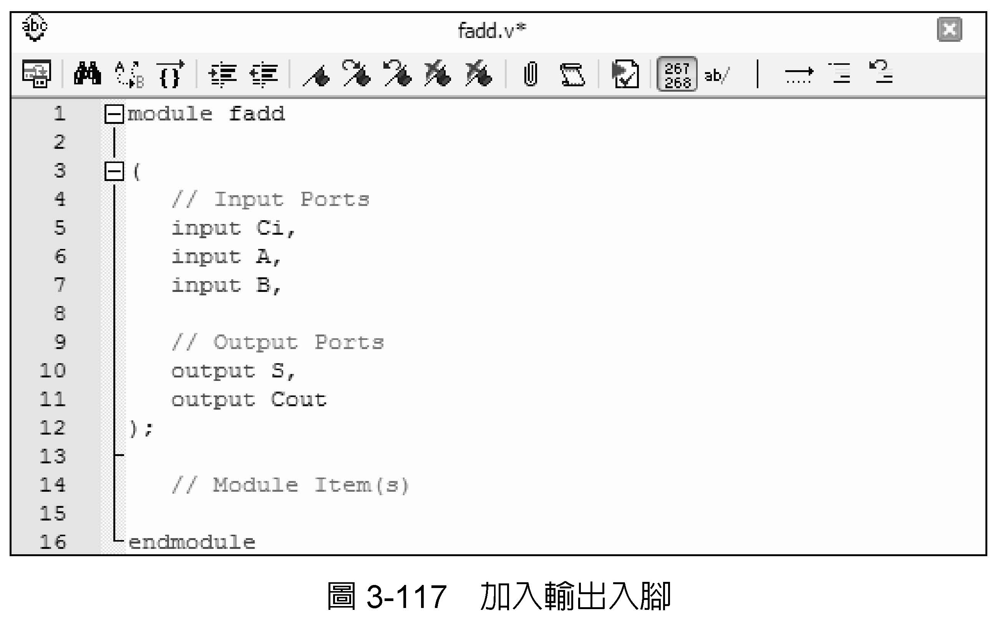 abc
fadd.v*
A B {} 267 268 ab/
1 module fadd
2
3 (
4 // Input Ports
5 input Ci,
6 input A,
7 input B,
8
9 // Output Ports
10 output S,
11 output Cout
12 );
13
14 // Module Item(s)
15
16 endmodule
圖 3-117 加入輸出入腳